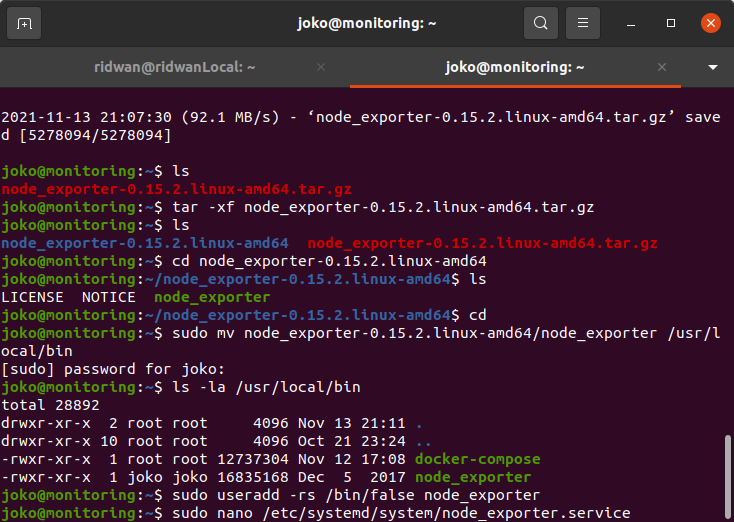 joko@monitoring: ~
ridwan@ridwanLocal: ~
joko@monitoring: ~
2021-11-13 21:07:30 (92.1 MB/s) - ‘node_exporter-0.15.2.linux-amd64.tar.gz’ save
d [5278094/5278094]
joko@monitoring:~$ ls
node_exporter-0.15.2.linux-amd64.tar.gz
joko@monitoring:~$ tar -xf node_exporter-0.15.2.linux-amd64.tar.gz
joko@monitoring:~$ ls
node_exporter-0.15.2.linux-amd64  node_exporter-0.15.2.linux-amd64.tar.gz
joko@monitoring:~$ cd node_exporter-0.15.2.linux-amd64
joko@monitoring:~/node_exporter-0.15.2.linux-amd64$ ls
LICENSE  NOTICE  node_exporter
joko@monitoring:~/node_exporter-0.15.2.linux-amd64$ cd
joko@monitoring:~$ sudo mv node_exporter-0.15.2.linux-amd64/node_exporter /usr/l
ocal/bin
[sudo] password for joko:
joko@monitoring:~$ ls -la /usr/local/bin
total 28892
drwxr-xr-x  2 root root     4096 Nov 13 21:11 .
drwxr-xr-x 10 root root     4096 Oct 21 23:24 ..
-rwxr-xr-x  1 root root 12737304 Nov 12 17:08 docker-compose
-rwxr-xr-x  1 joko joko 16835168 Dec  5  2017 node_exporter
joko@monitoring:~$ sudo useradd -rs /bin/false node_exporter
joko@monitoring:~$ sudo nano /etc/systemd/system/node_exporter.service